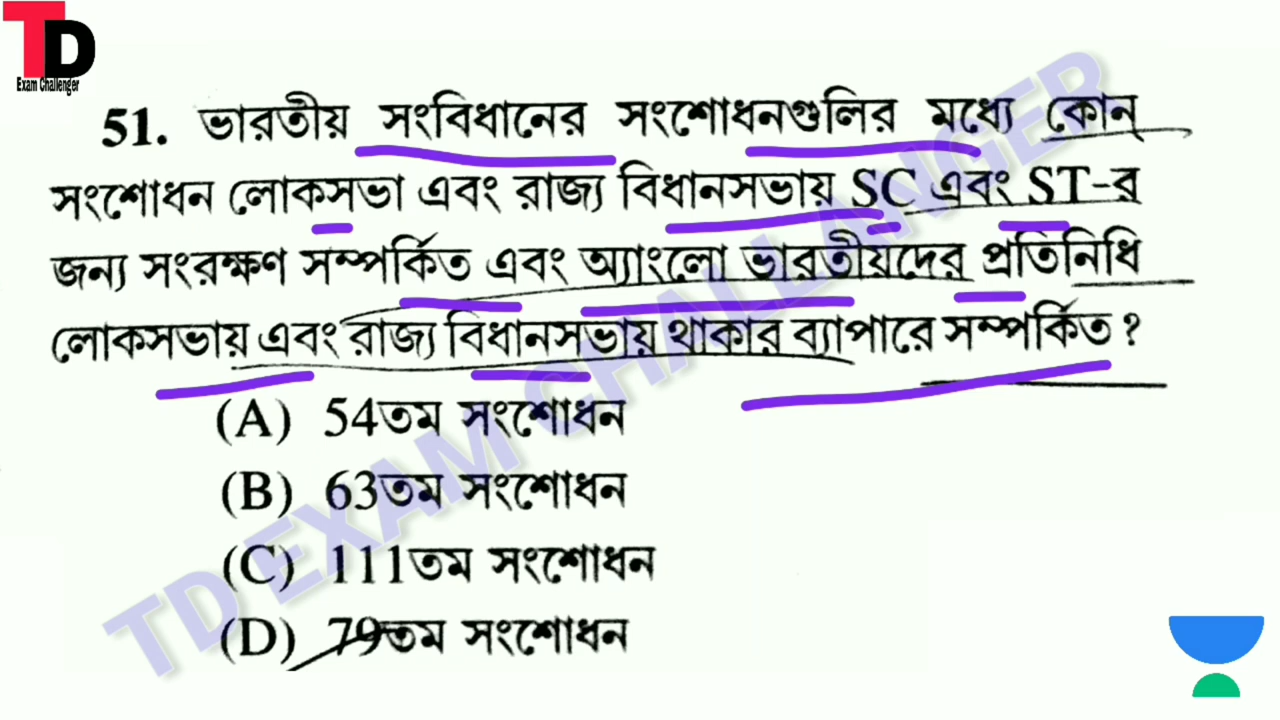 TD
Exam Challenger
51. ভারতীয় সংবিধানের সংশোধনগুলির মধ্যে কোন্
সংশোধন লোকসভা এবং রাজ্য বিধানসভায় SC এবং ST-র
জন্য সংরক্ষণ সম্পর্কিত এবং অ্যাংলো ভারতীয়দের প্রতিনিধি
লোকসভায় এবং রাজ্য বিধানসভায় থাকার ব্যাপারে সম্পর্কিত ?
(A) 54তম সংশোধন
(B) 63তম সংশোধন
(C) 111তম সংশোধন
(D) 79তম সংশোধন
TD EXAM CHALLANGER